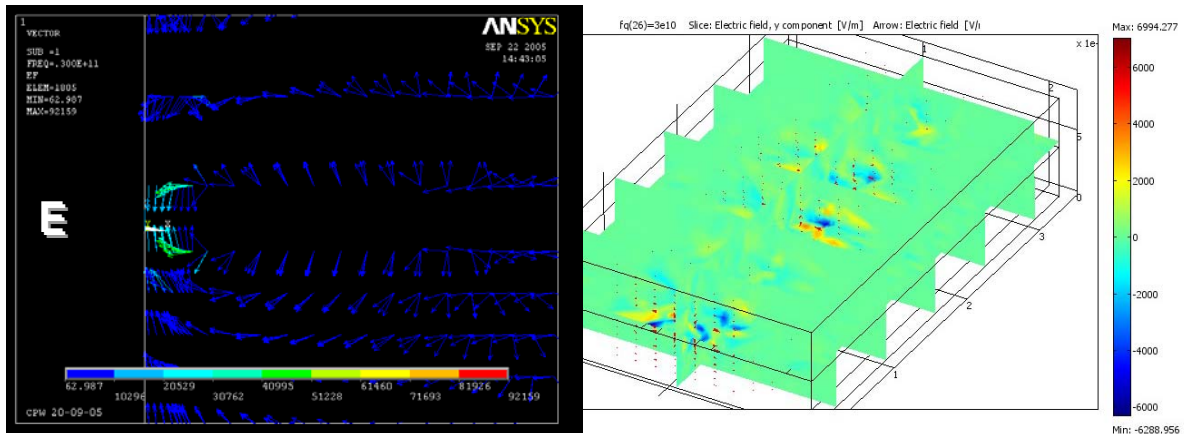 1
VECTOR
SUB =1
FREQ=.300E+11
EF
ELEM=1805
MIN=62.987
MAX=92159
ANSYS
SEP 22 2005
14:43:05
E
62.987 20529 40995 61460 81926
10296 30762 51228 71693 92159
CPW 20-09-05
fq(26)=3e10 Slice: Electric field, y component [V/m] Arrow: Electric field [V/
Max: 6994.277
x 1e-
1
2
5
0
3
2
1
6000
4000
2000
0
-2000
-4000
-6000
Min: -6288.956